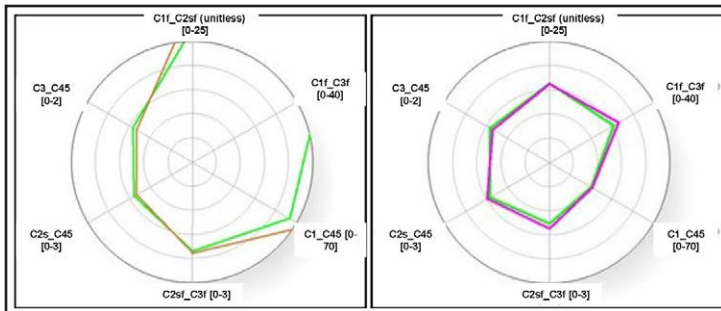 C1f_C2sf (unitless)
[0-25]
C1f_C3f
[0-40]
C1_C45 [0-
70]
C2sf_C3f [0-3]
C2s_C45
[0-3]
C3_C45
[0-2]
C1f_C2sf (unitless)
[0-25]
C1f_C3f
[0-40]
C1_C45
[0-70]
C2sf_C3f [0-3]
C2s_C45
[0-3]
C3_C45
[0-2]